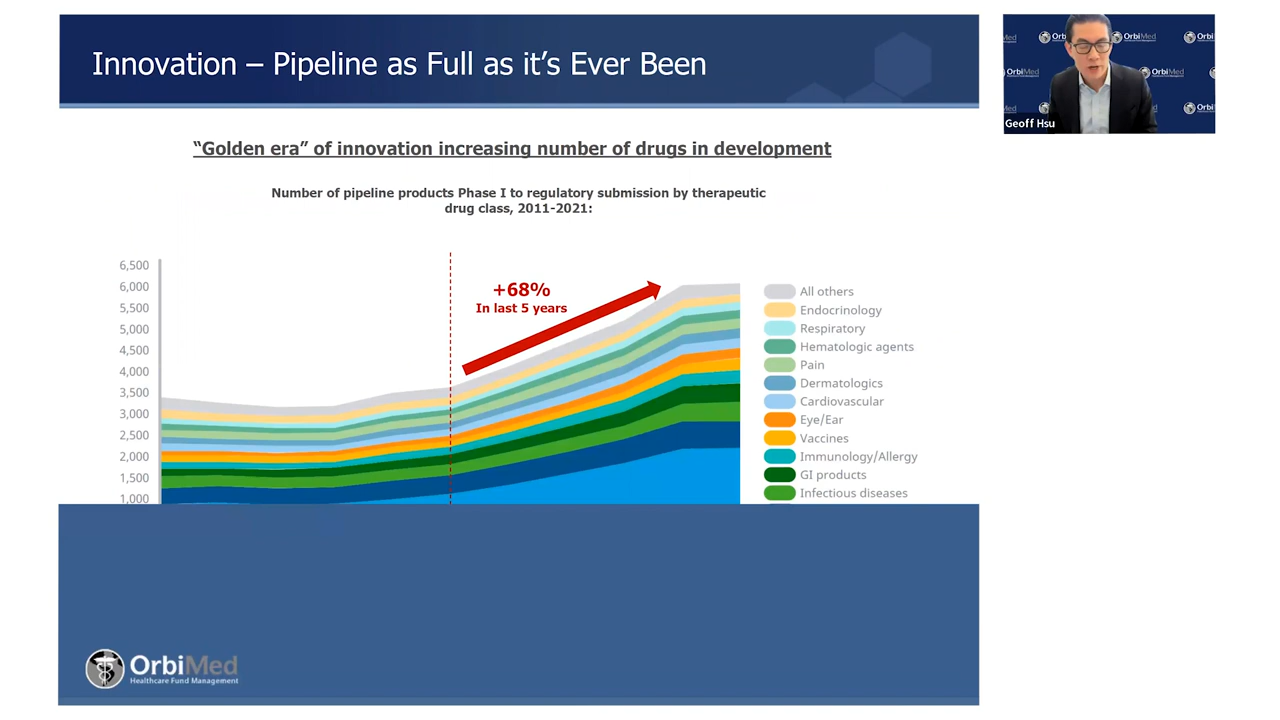 Innovation – Pipeline as Full as it’s Ever Been
“Golden era” of innovation increasing number of drugs in development
Number of pipeline products Phase I to regulatory submission by therapeutic
drug class, 2011-2021:
6,500
6,000
5,500
5,000
4,500
4,000
3,500
3,000
2,500
2,000
1,500
1,000
+68%
In last 5 years
All others
Endocrinology
Respiratory
Hematologic agents
Pain
Dermatologics
Cardiovascular
Eye/Ear
Vaccines
Immunology/Allergy
GI products
Infectious diseases
OrbiMed
Healthcare Fund Management
OrbiMed
OrbiMed
Geoff Hsu